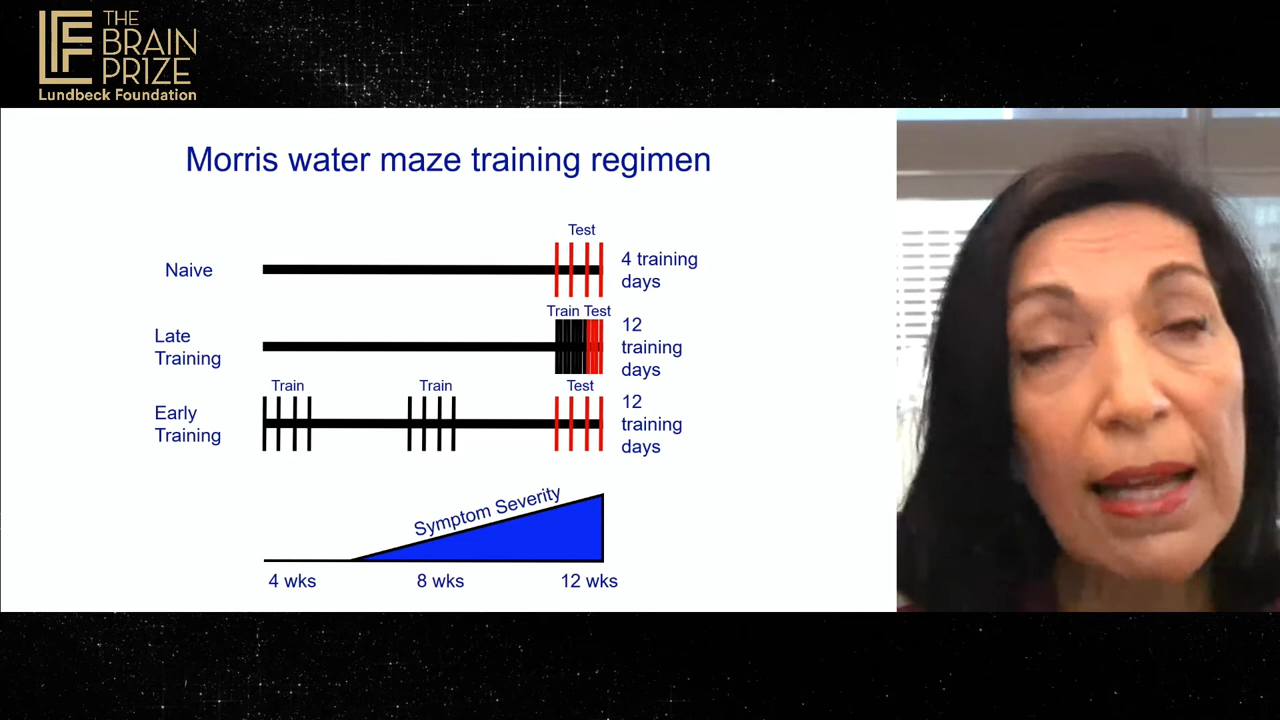 THE
BRAIN
PRIZE
Lundbeck Foundation
Morris water maze training regimen
Test
Naive
4 training
days
Train Test
Late
Training
12
training
days
Train
Train
Test
Early
Training
12
training
days
Symptom Severity
4 wks
8 wks
12 wks